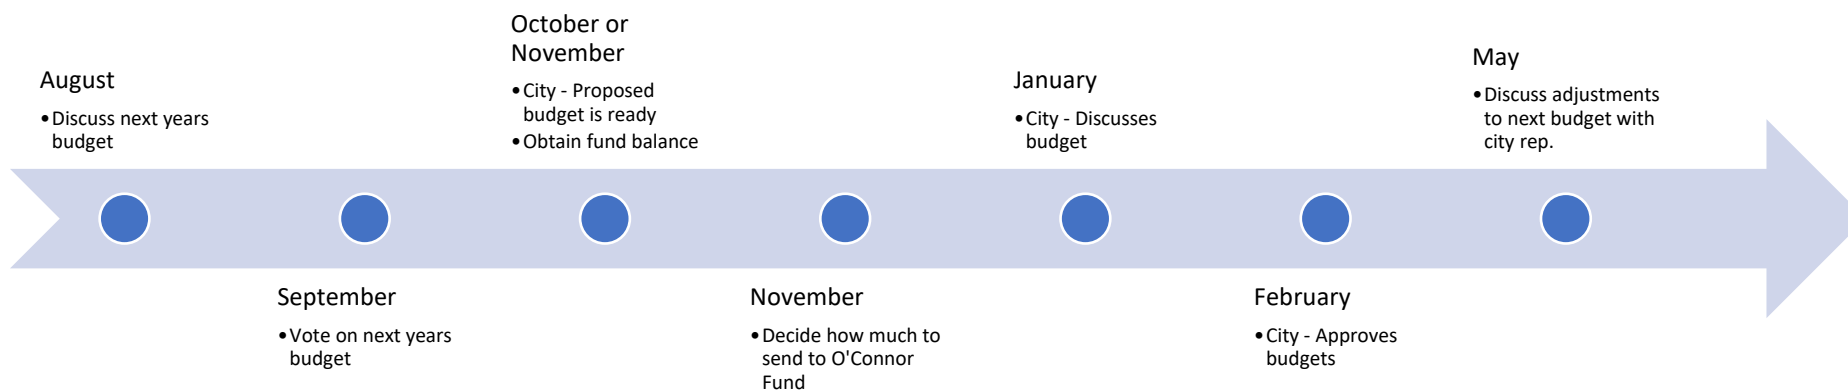 August
•Discuss next years
budget
September
•Vote on next years
budget
October or
November
•City - Proposed
budget is ready
•Obtain fund balance
November
•Decide how much to
send to O'Connor
Fund
January
•City - Discusses
budget
February
•City - Approves
budgets
May
•Discuss adjustments
to next budget with
city rep.